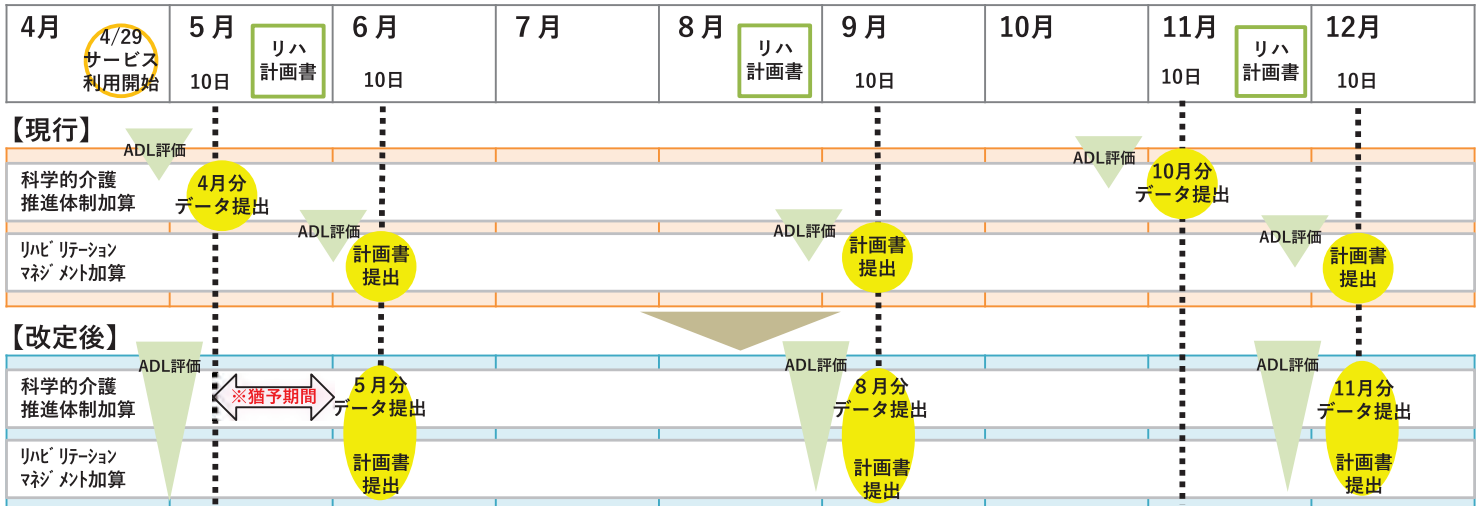 4月
4/29
サービス
利用開始
5月
10日
リハ
計画書
6月
10日
7月
8月
リハ
計画書
9月
10日
10月
11月
10日
リハ
計画書
12月
10日
【現行】
ADL評価
ADL評価
科学的介護
推進体制加算
4月分
データ提出
10月分
データ提出
ADL評価
ADL評価
ADL評価
リハビリテーション
マネジメント加算
計画書
提出
計画書
提出
計画書
提出
【改定後】
ADL評価
ADL評価
ADL評価
科学的介護
推進体制加算
※猶予期間
5月分
データ提出
8月分
データ提出
11月分
データ提出
リハビリテーション
マネジメント加算
計画書
提出
計画書
提出
計画書
提出